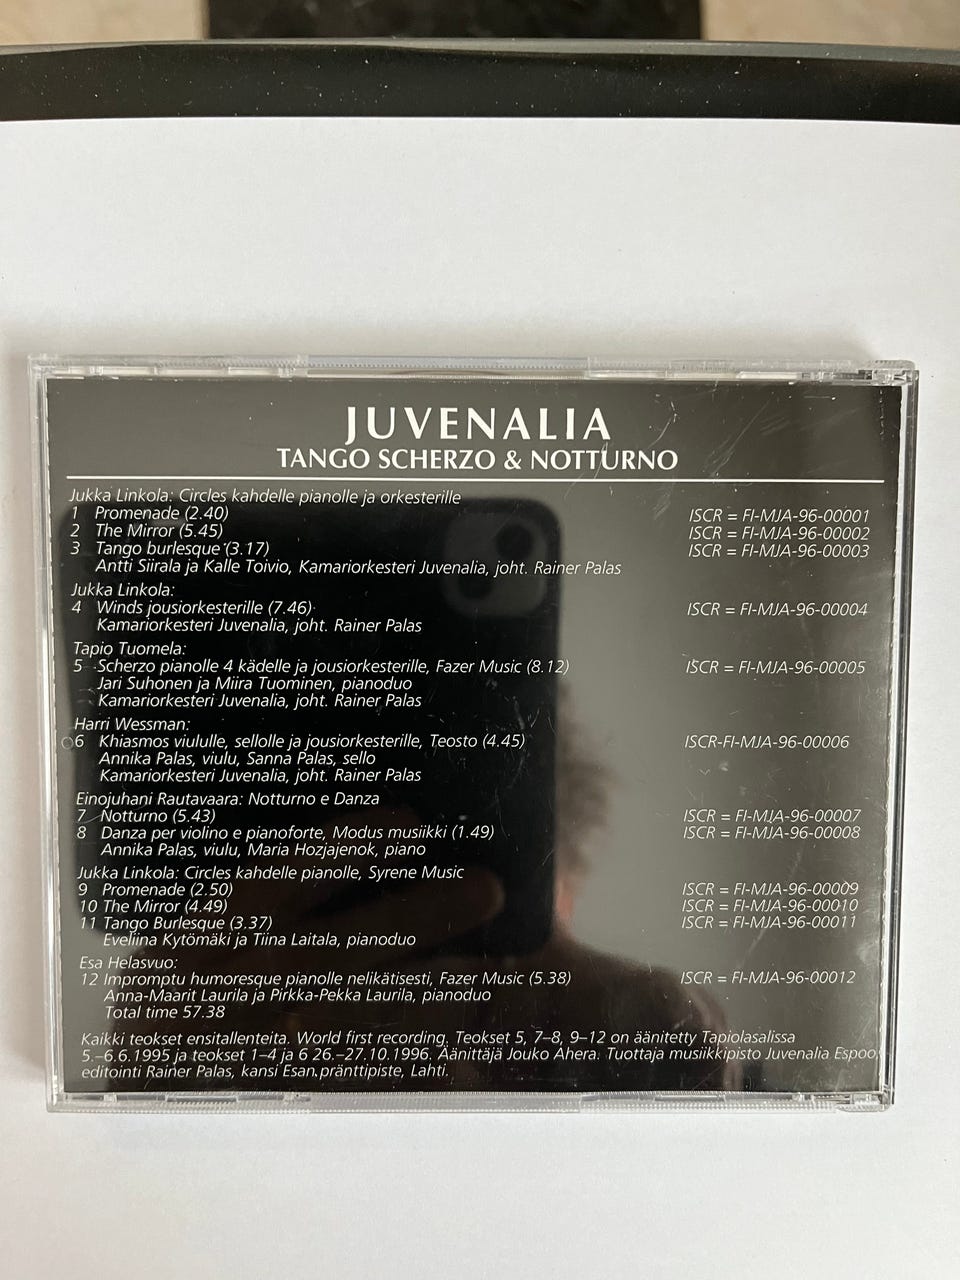 JUVENALIA
TANGO SCHERZO & NOTTURNO
Jukka Linkola: Circles kahdelle pianolle ja orkesterille
1 Promenade (2.40) ISCR = FI-MJA-96-00001
2 The Mirror (5.45) ISCR = FI-MJA-96-00002
3 Tango burlesque (3.17) ISCR = FI-MJA-96-00003
Antti Siirala ja Kalle Toivio, Kamariorkesteri Juvenalia, joht. Rainer Palas
Jukka Linkola:
4 Winds jousiorkesterille (7.46) ISCR = FI-MJA-96-00004
Kamariorkesteri Juvenalia, joht. Rainer Palas
Tapio Tuomela:
5 Scherzo pianolle 4 kädelle ja jousiorkesterille, Fazer Music (8.12) ISCR = FI-MJA-96-00005
Jari Suhonen ja Miira Tuominen, pianoduo
Kamariorkesteri Juvenalia, joht. Rainer Palas
Harri Wessman:
6 Khiasmos viululle, sellolle ja jousiorkesterille, Teosto (4.45) ISCR-FI-MJA-96-00006
Annika Palas, viulu, Sanna Palas, sello
Kamariorkesteri Juvenalia, joht. Rainer Palas
Einojuhani Rautavaara: Notturno e Danza
7 Notturno (5.43) ISCR = FI-MJA-96-00007
8 Danza per violino e pianoforte, Modus musiikki (1.49) ISCR = FI-MJA-96-00008
Annika Palas, viulu, Maria Hozjajenok, piano
Jukka Linkola: Circles kahdelle pianolle, Syrene Music
9 Promenade (2.50) ISCR = FI-MJA-96-00009
10 The Mirror (4.49) ISCR = FI-MJA-96-00010
11 Tango Burlesque (3.37) ISCR = FI-MJA-96-00011
Eveliina Kytömäki ja Tiina Laitala, pianoduo
Esa Helasvuo:
12 Impromptu humoresque pianolle nelikätisesti, Fazer Music (5.38) ISCR = FI-MJA-96-00012
Anna-Maarit Laurila ja Pirkka-Pekka Laurila, pianoduo
Total time 57.38
Kaikki teokset ensitallenteita. World first recording. Teokset 5, 7–8, 9–12 on äänitetty Tapiolasalissa
5.–6.6.1995 ja teokset 1–4 ja 6 26.–27.10.1996. Äänittäjä Jouko Ahera. Tuottaja musiikkipisto Juvenalia Espoo,
editointi Rainer Palas, kansi Esan pränttipiste, Lahti.